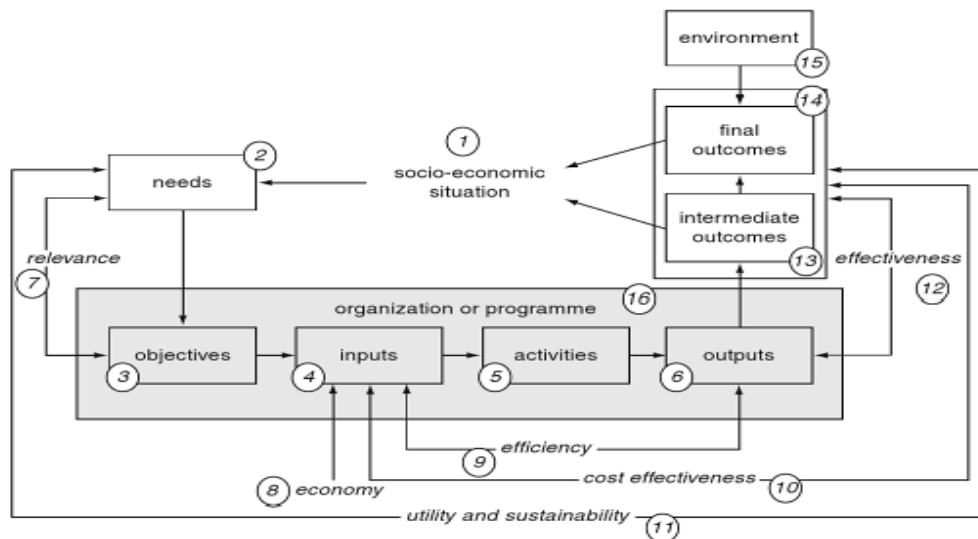 environment
15
14
final
outcomes
1
2
socio-economic
situation
needs
intermediate
outcomes
13
relevance
7
effectiveness
12
16
organization or programme
objectives
3
inputs
4
activities
5
outputs
6
efficiency
9
cost effectiveness
10
8
economy
utility and sustainability
11